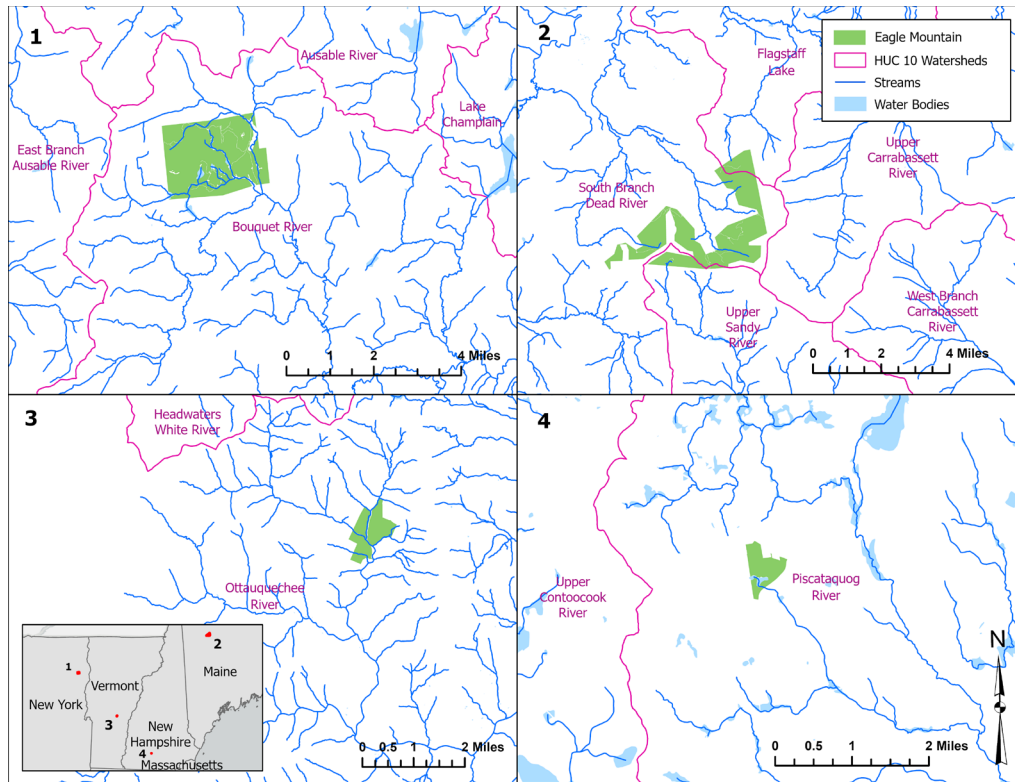 1
Ausable River
Lake
Champlain
East Branch
Ausable River
Bouquet River
0 1 2 4 Miles
2
Flagstaff
Lake
Eagle Mountain
HUC 10 Watersheds
Streams
Water Bodies
Upper
Carrabassett
River
South Branch
Dead River
Upper
Sandy
River
West Branch
Carrabassett
River
0 1 2 4 Miles
3
Headwaters
White River
Ottauquechee
River
1
2
Maine
Vermont
New York
3
New
Hampshire
4
Massachusetts
0 0.5 1 2 Miles
4
Upper
Contoocook
River
Piscataquog
River
N
0 0.5 1 2 Miles